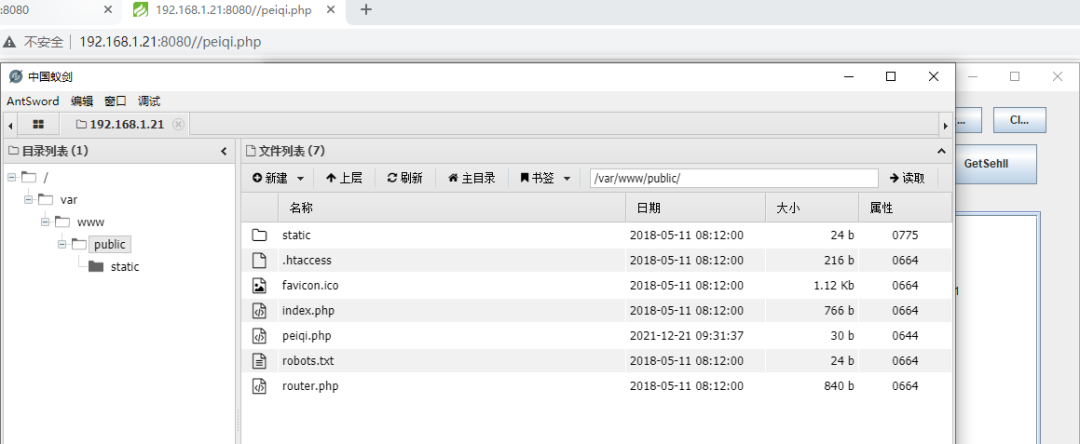 :8080 192.168.1.21:8080//peiqi.php
不安全 192.168.1.21:8080//peiqi.php
中国蚁剑
AntSword 编辑 窗口 调试
192.168.1.21
... Cl...
GetSehll
目录列表 (1)
/
var
www
public
static
文件列表 (7)
新建 上层 刷新 主目录 书签 /var/www/public/ 读取
名称 日期 大小 属性
static 2018-05-11 08:12:00 24 b 0775
.htaccess 2018-05-11 08:12:00 216 b 0664
favicon.ico 2018-05-11 08:12:00 1.12 Kb 0664
index.php 2018-05-11 08:12:00 766 b 0664
peiqi.php 2021-12-21 09:31:37 30 b 0644
robots.txt 2018-05-11 08:12:00 24 b 0664
router.php 2018-05-11 08:12:00 840 b 0664